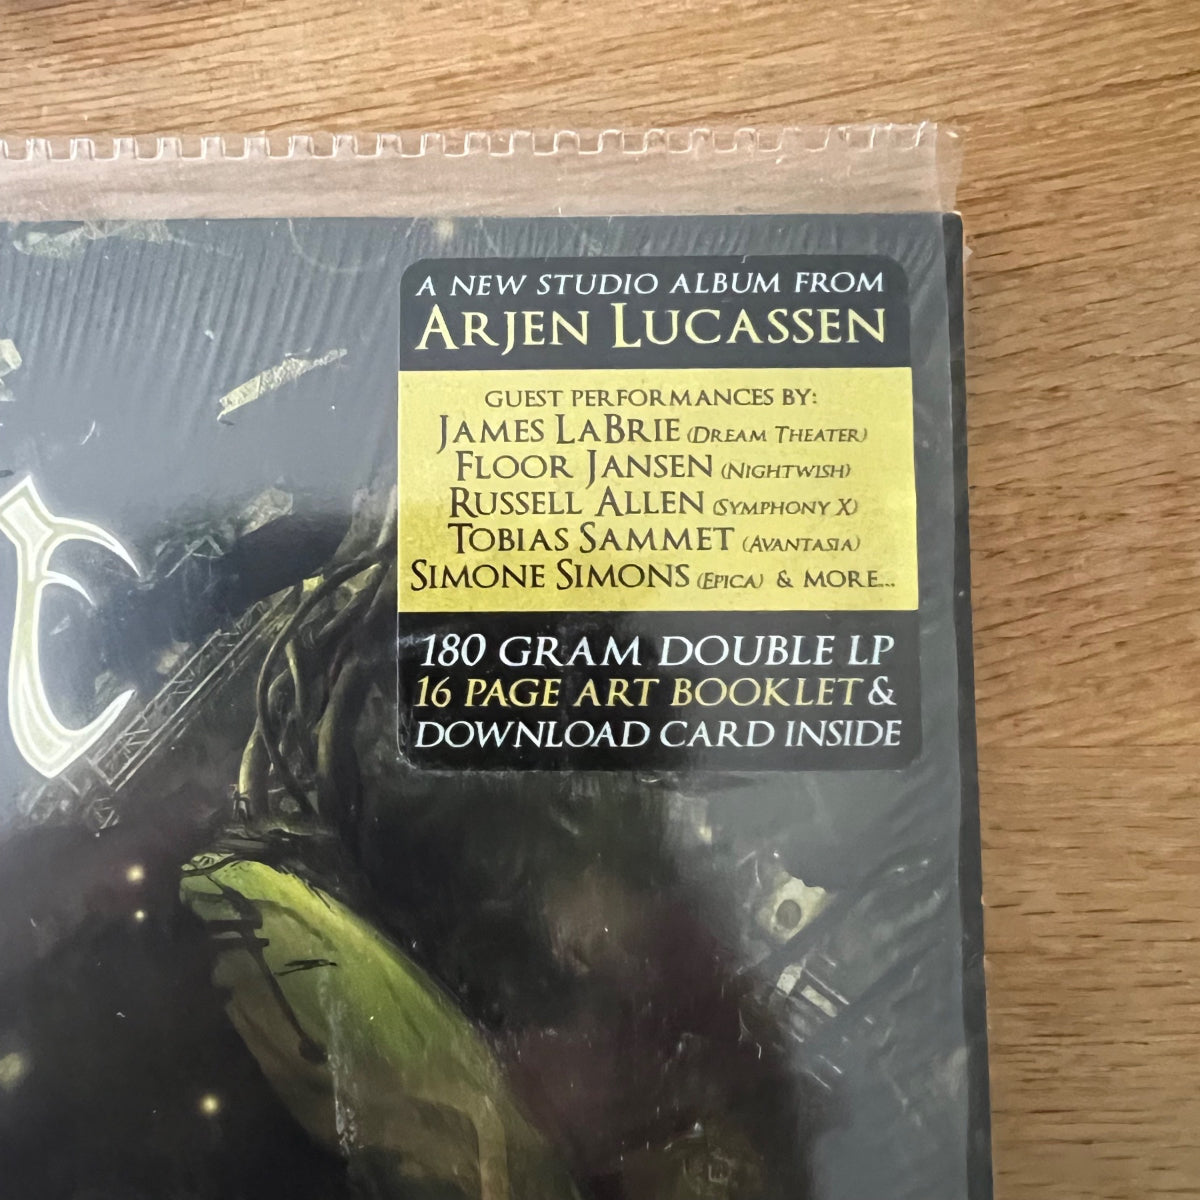 A NEW STUDIO ALBUM FROM
ARJEN LUCASSEN
GUEST PERFORMANCES BY:
JAMES LABRIE (DREAM THEATER)
FLOOR JANSEN (NIGHTWISH)
RUSSELL ALLEN (SYMPHONY X)
TOBIAS SAMMET (AVANTASIA)
SIMONE SIMONS (EPICA) & MORE...
180 GRAM DOUBLE LP
16 PAGE ART BOOKLET &
DOWNLOAD CARD INSIDE